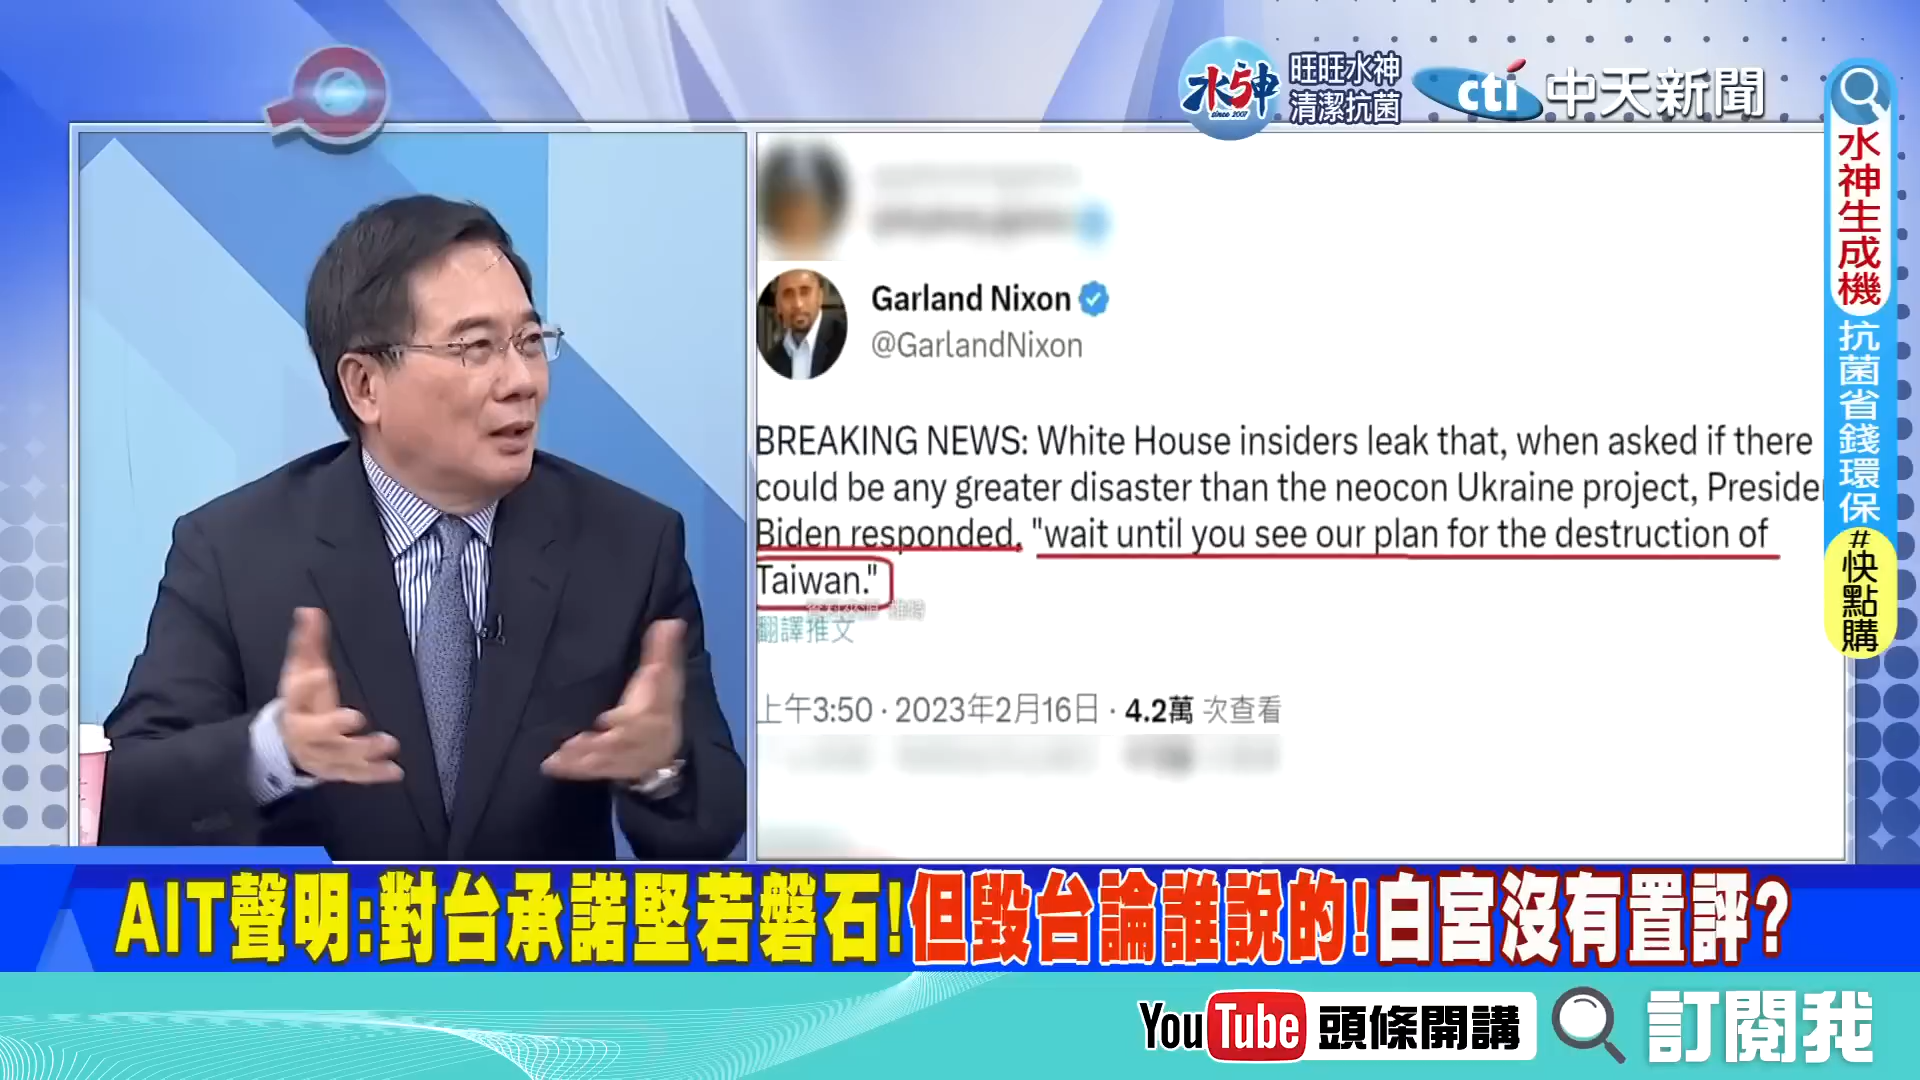 水神
since 2007
旺旺水神
清潔抗菌
cti 中天新聞
水神生成機
抗菌省錢環保
#快點購
Garland Nixon
@GarlandNixon
BREAKING NEWS: White House insiders leak that, when asked if there
could be any greater disaster than the neocon Ukraine project, Preside
Biden responded, "wait until you see our plan for the destruction of
Taiwan."
翻譯推文
上午3:50 · 2023年2月16日 · 4.2萬 次查看
AIT聲明:對台承諾堅若磐石!但毀台論誰說的!白宮沒有置評?
YouTube 頭條開講
訂閱我